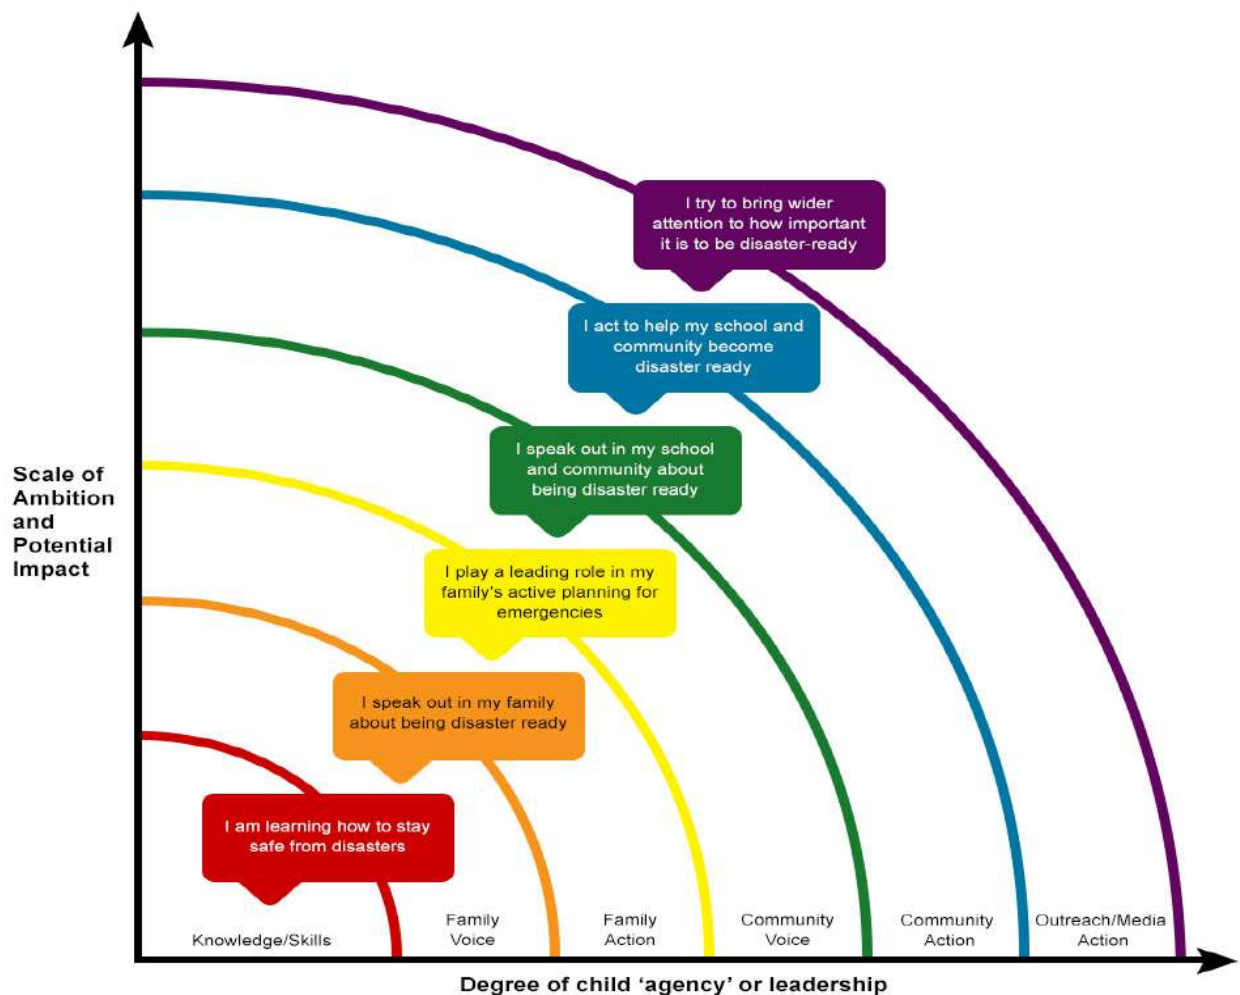 I try to bring wider
attention to how important
it is to be disaster-ready
I act to help my school and
community become
disaster ready
I speak out in my school
and community about
being disaster ready
Scale of
Ambition
and
Potential
Impact
I play a leading role in my
family's active planning for
emergencies
I speak out in my family
about being disaster ready
I am learning how to stay
safe from disasters
Knowledge/Skills
Family
Voice
Family
Action
Community
Voice
Community
Action
Outreach/Media
Action
Degree of child ‘agency’ or leadership